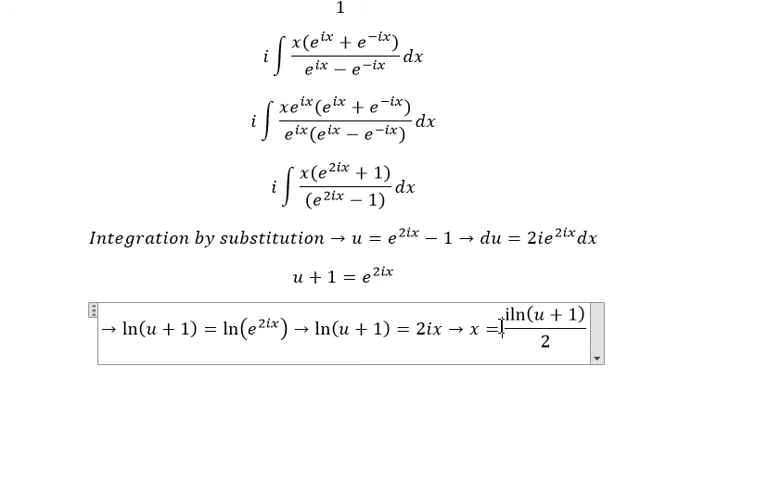 1
i ∫ x(e^{ix} + e^{-ix}) / (e^{ix} − e^{-ix}) dx
i ∫ xe^{ix}(e^{ix} + e^{-ix}) / e^{ix}(e^{ix} − e^{-ix}) dx
i ∫ x(e^{2ix} + 1) / (e^{2ix} − 1) dx
Integration by substitution → u = e^{2ix} − 1 → du = 2ie^{2ix}dx
u + 1 = e^{2ix}
→ ln(u + 1) = ln(e^{2ix}) → ln(u + 1) = 2ix → x = iln(u + 1) / 2